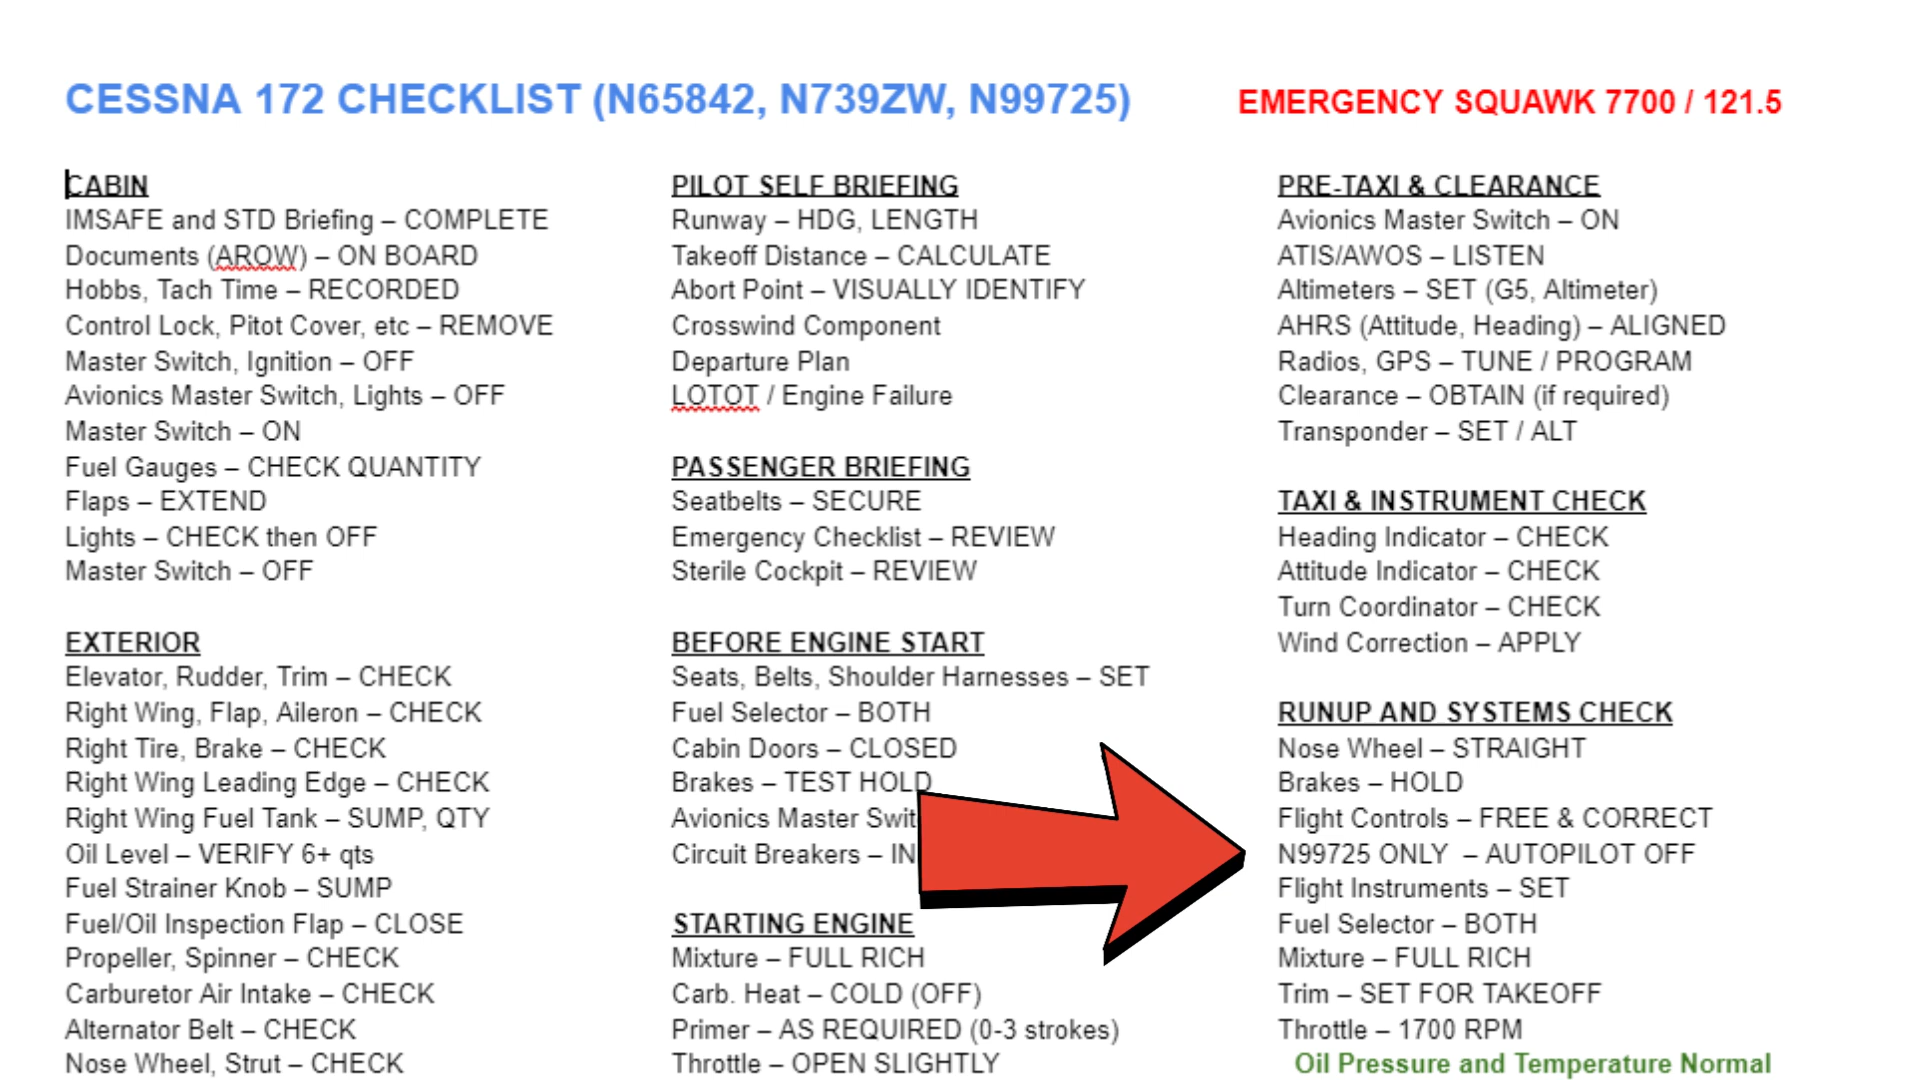 CESSNA 172 CHECKLIST (N65842, N739ZW, N99725)
EMERGENCY SQUAWK 7700 / 121.5
CABIN
IMSAFE and STD Briefing – COMPLETE
Documents (AROW) – ON BOARD
Hobbs, Tach Time – RECORDED
Control Lock, Pitot Cover, etc – REMOVE
Master Switch, Ignition – OFF
Avionics Master Switch, Lights – OFF
Master Switch – ON
Fuel Gauges – CHECK QUANTITY
Flaps – EXTEND
Lights – CHECK then OFF
Master Switch – OFF
EXTERIOR
Elevator, Rudder, Trim – CHECK
Right Wing, Flap, Aileron – CHECK
Right Tire, Brake – CHECK
Right Wing Leading Edge – CHECK
Right Wing Fuel Tank – SUMP, QTY
Oil Level – VERIFY 6+ qts
Fuel Strainer Knob – SUMP
Fuel/Oil Inspection Flap – CLOSE
Propeller, Spinner – CHECK
Carburetor Air Intake – CHECK
Alternator Belt – CHECK
Nose Wheel, Strut – CHECK
PILOT SELF BRIEFING
Runway – HDG, LENGTH
Takeoff Distance – CALCULATE
Abort Point – VISUALLY IDENTIFY
Crosswind Component
Departure Plan
LOTOT / Engine Failure
PASSENGER BRIEFING
Seatbelts – SECURE
Emergency Checklist – REVIEW
Sterile Cockpit – REVIEW
BEFORE ENGINE START
Seats, Belts, Shoulder Harnesses – SET
Fuel Selector – BOTH
Cabin Doors – CLOSED
Brakes – TEST HOLD
Avionics Master Swit
Circuit Breakers – IN
STARTING ENGINE
Mixture – FULL RICH
Carb. Heat – COLD (OFF)
Primer – AS REQUIRED (0-3 strokes)
Throttle – OPEN SLIGHTLY
PRE-TAXI & CLEARANCE
Avionics Master Switch – ON
ATIS/AWOS – LISTEN
Altimeters – SET (G5, Altimeter)
AHRS (Attitude, Heading) – ALIGNED
Radios, GPS – TUNE / PROGRAM
Clearance – OBTAIN (if required)
Transponder – SET / ALT
TAXI & INSTRUMENT CHECK
Heading Indicator – CHECK
Attitude Indicator – CHECK
Turn Coordinator – CHECK
Wind Correction – APPLY
RUNUP AND SYSTEMS CHECK
Nose Wheel – STRAIGHT
Brakes – HOLD
Flight Controls – FREE & CORRECT
N99725 ONLY – AUTOPILOT OFF
Flight Instruments – SET
Fuel Selector – BOTH
Mixture – FULL RICH
Trim – SET FOR TAKEOFF
Throttle – 1700 RPM
Oil Pressure and Temperature Normal